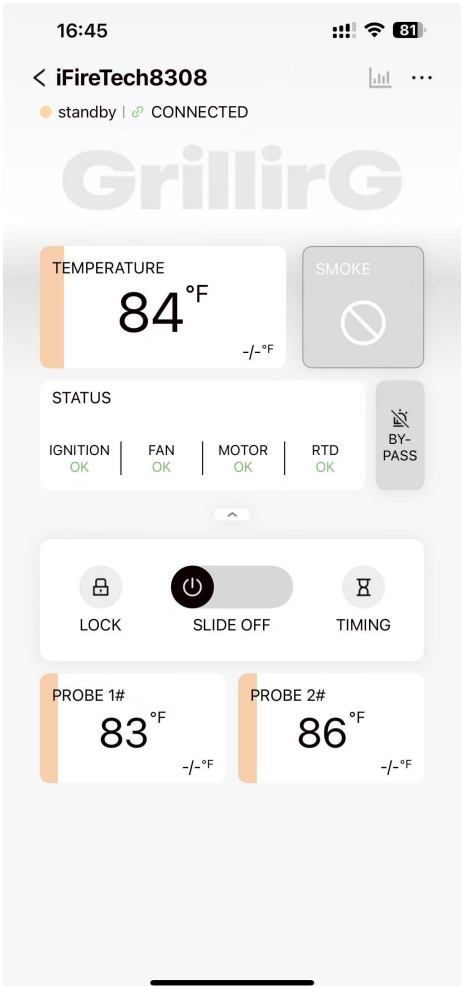 16:45
81
iFireTech8308
standby
CONNECTED
GrillirG
TEMPERATURE
SMOKE
84°F
-/-°F
STATUS
IGNITION
FAN
MOTOR
RTD
OK
OK
OK
OK
BY-
PASS
LOCK
SLIDE OFF
TIMING
PROBE 1#
PROBE 2#
83°F
86°F
-/-°F
-/-°F